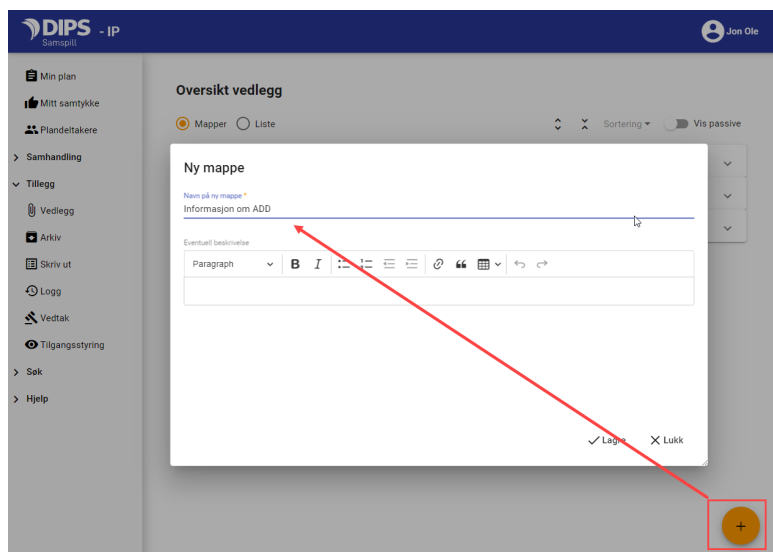 DIPS - IP
Samspill
Jon Ole
Min plan
Mitt samtykke
Plandeltakere
Samhandling
Tillegg
Vedlegg
Arkiv
Skriv ut
Logg
Vedtak
Tilgangsstyring
Søk
Hjelp
Oversikt vedlegg
Mapper Liste Sortering Vis passive
Ny mappe
Navn på ny mappe *
Informasjon om ADD
Eventuell beskrivelse
Paragraph B I
Lagre Lukk
+